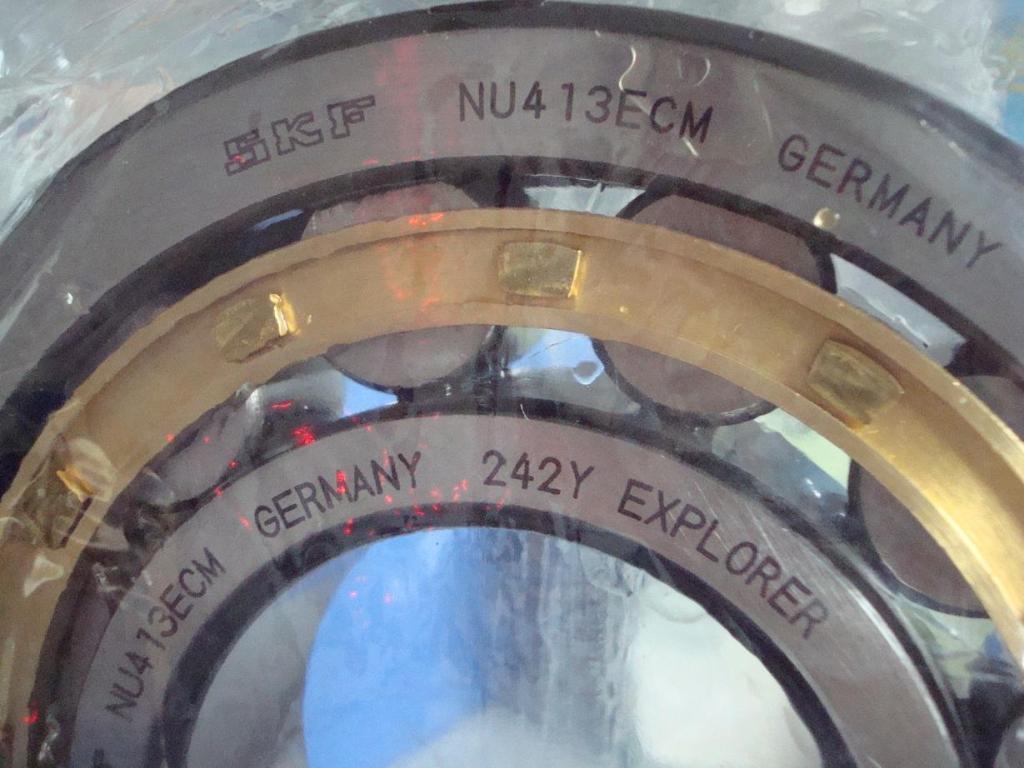 SKF NU413ECM GERMANY
NU413ECM GERMANY 242Y EXPLORER